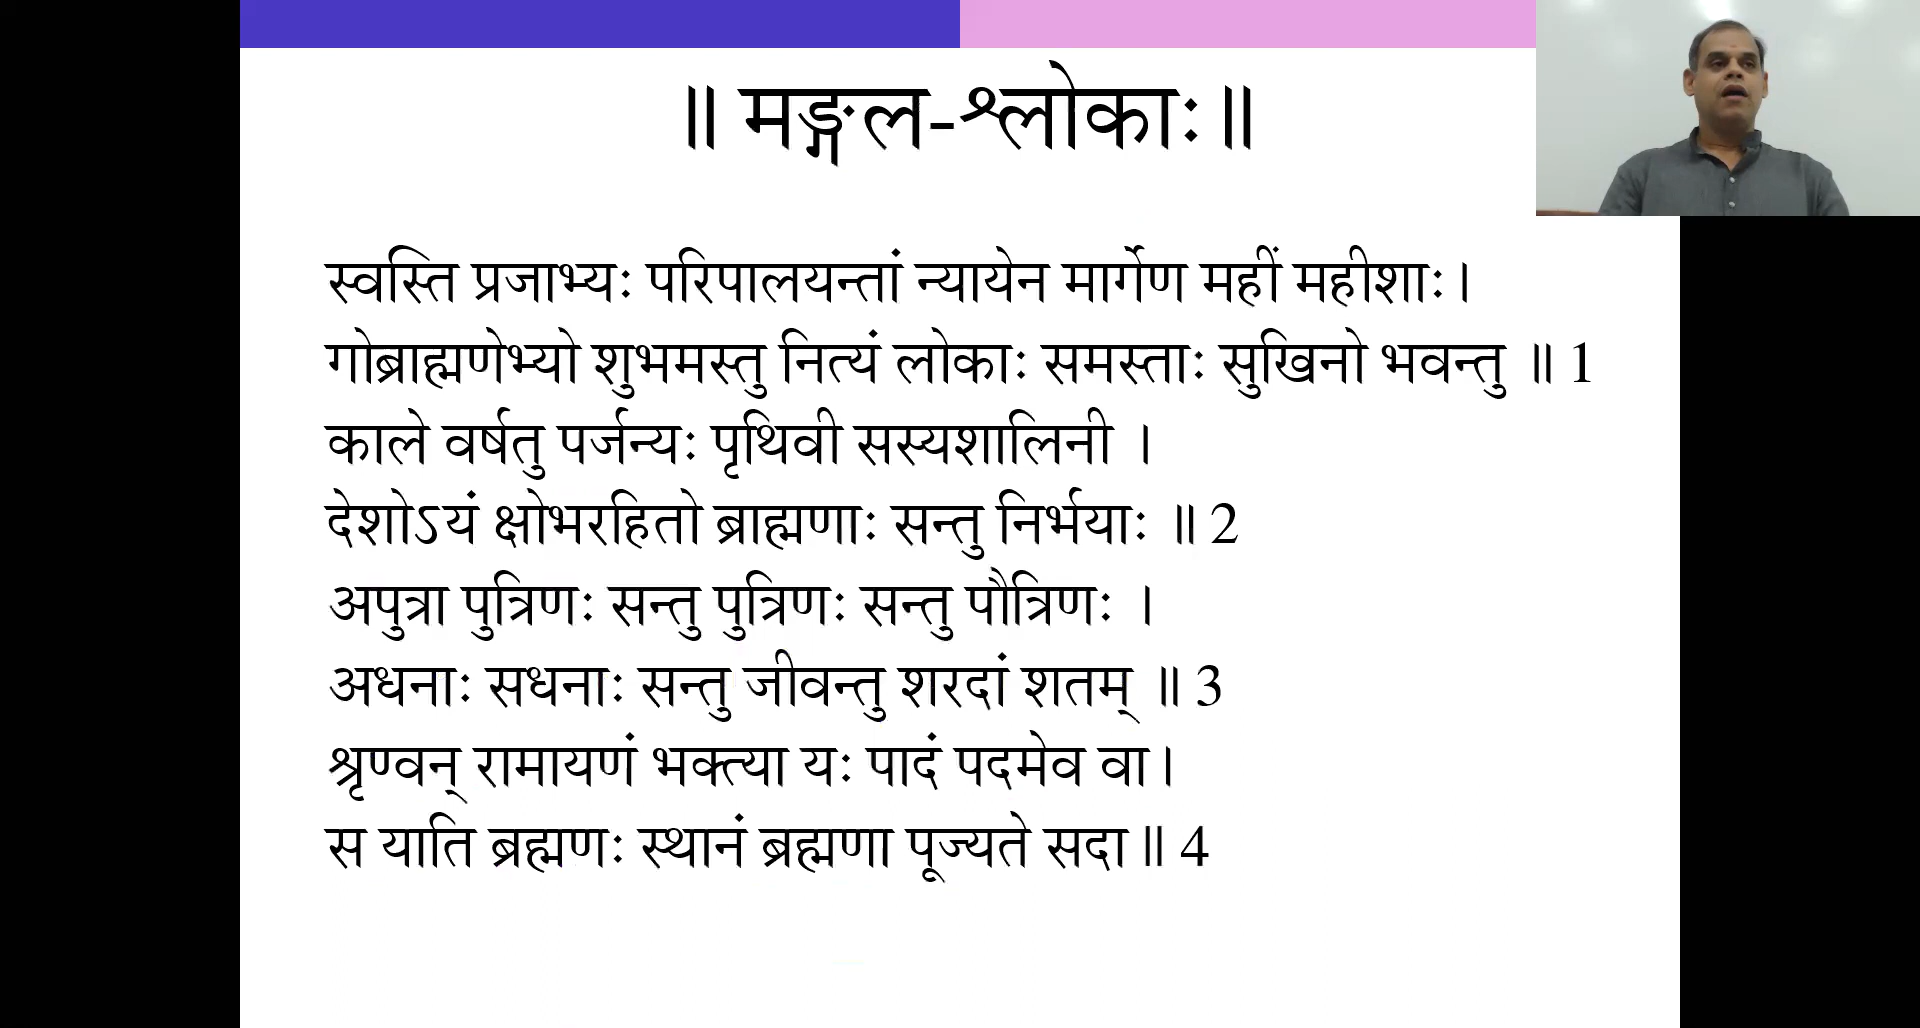 ॥ मङ्गल-श्लोकाः॥
स्वस्ति प्रजाभ्यः परिपालयन्तां न्यायेन मार्गेण महीं महीशाः।
गोब्राह्मणेभ्यो शुभमस्तु नित्यं लोकाः समस्ताः सुखिनो भवन्तु ॥ 1
काले वर्षतु पर्जन्यः पृथिवी सस्यशालिनी ।
देशोऽयं क्षोभरहितो ब्राह्मणाः सन्तु निर्भयाः ॥ 2
अपुत्रा पुत्रिणः सन्तु पुत्रिणः सन्तु पौत्रिणः ।
अधनाः सधनाः सन्तु जीवन्तु शरदां शतम् ॥ 3
श्रृण्वन् रामायणं भक्त्या यः पादं पदमेव वा।
स याति ब्रह्मणः स्थानं ब्रह्मणा पूज्यते सदा॥ 4